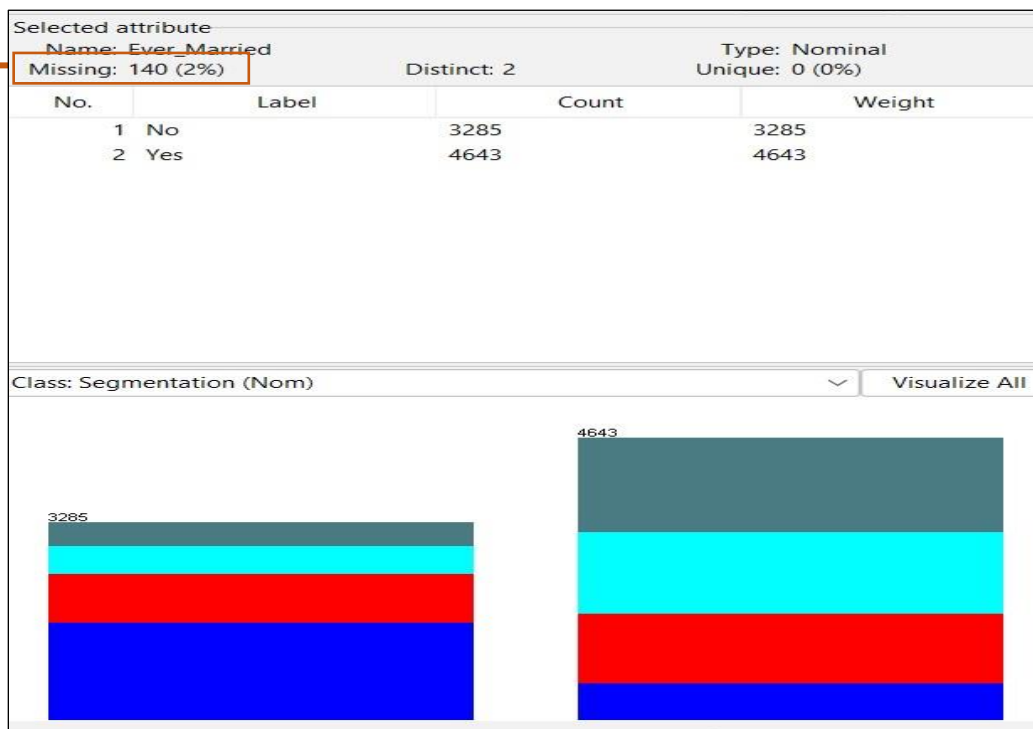 Selected attribute
Name: Ever_Married Type: Nominal
Missing: 140 (2%) Distinct: 2 Unique: 0 (0%)
No. Label Count Weight
1 No 3285 3285
2 Yes 4643 4643
Class: Segmentation (Nom) Visualize All
4643
3285